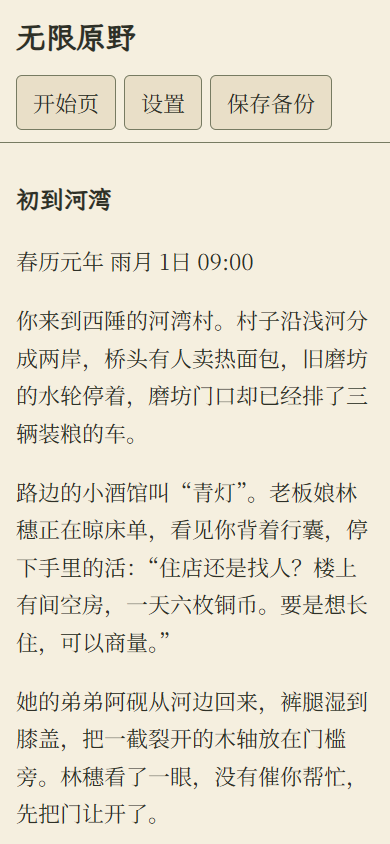 无限原野
开始页 设置 保存备份
初到河湾
春历元年 雨月 1日 09:00
你来到西陲的河湾村。村子沿浅河分
成两岸，桥头有人卖热面包，旧磨坊
的水轮停着，磨坊门口却已经排了三
辆装粮的车。
路边的小酒馆叫“青灯”。老板娘林
穗正在晾床单，看见你背着行囊，停
下手里的活：“住店还是找人？楼上
有间空房，一天六枚铜币。要是想长
住，可以商量。”
她的弟弟阿砚从河边回来，裤腿湿到
膝盖，把一截裂开的木轴放在门槛
旁。林穗看了一眼，没有催你帮忙，
先把门让开了。